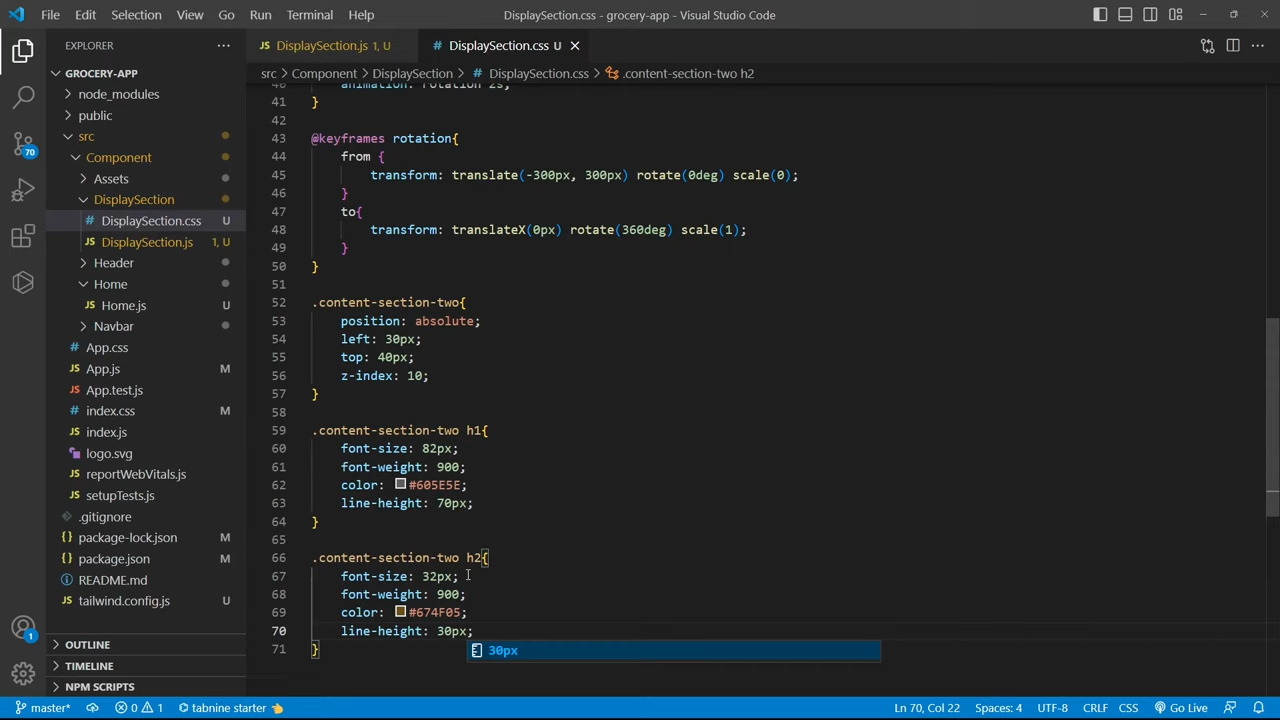 File Edit Selection View Go Run Terminal Help DisplaySection.css - grocery-app - Visual Studio Code
EXPLORER
GROCERY-APP
node_modules
public
src
Component
Assets
DisplaySection
# DisplaySection.css U
JS DisplaySection.js 1, U
Header
Home
JS Home.js U
Navbar
# App.css
JS App.js M
App.test.js
# index.css M
JS index.js
logo.svg
JS reportWebVitals.js
JS setupTests.js
.gitignore
{} package-lock.json M
{} package.json M
README.md
JS tailwind.config.js U
OUTLINE
TIMELINE
NPM SCRIPTS
70
1
JS DisplaySection.js 1, U # DisplaySection.css U
src > Component > DisplaySection > # DisplaySection.css > .content-section-two h2
40 animation: rotation 2s;
41 }
42
43 @keyframes rotation{
44 from {
45 transform: translate(-300px, 300px) rotate(0deg) scale(0);
46 }
47 to{
48 transform: translateX(0px) rotate(360deg) scale(1);
49 }
50 }
51
52 .content-section-two{
53 position: absolute;
54 left: 30px;
55 top: 40px;
56 z-index: 10;
57 }
58
59 .content-section-two h1{
60 font-size: 82px;
61 font-weight: 900;
62 color: #605E5E;
63 line-height: 70px;
64 }
65
66 .content-section-two h2{
67 font-size: 32px;
68 font-weight: 900;
69 color: #674F05;
70 line-height: 30px;
71 }
30px
master* 0 1 tabnine starter Ln 70, Col 22 Spaces: 4 UTF-8 CRLF CSS Go Live